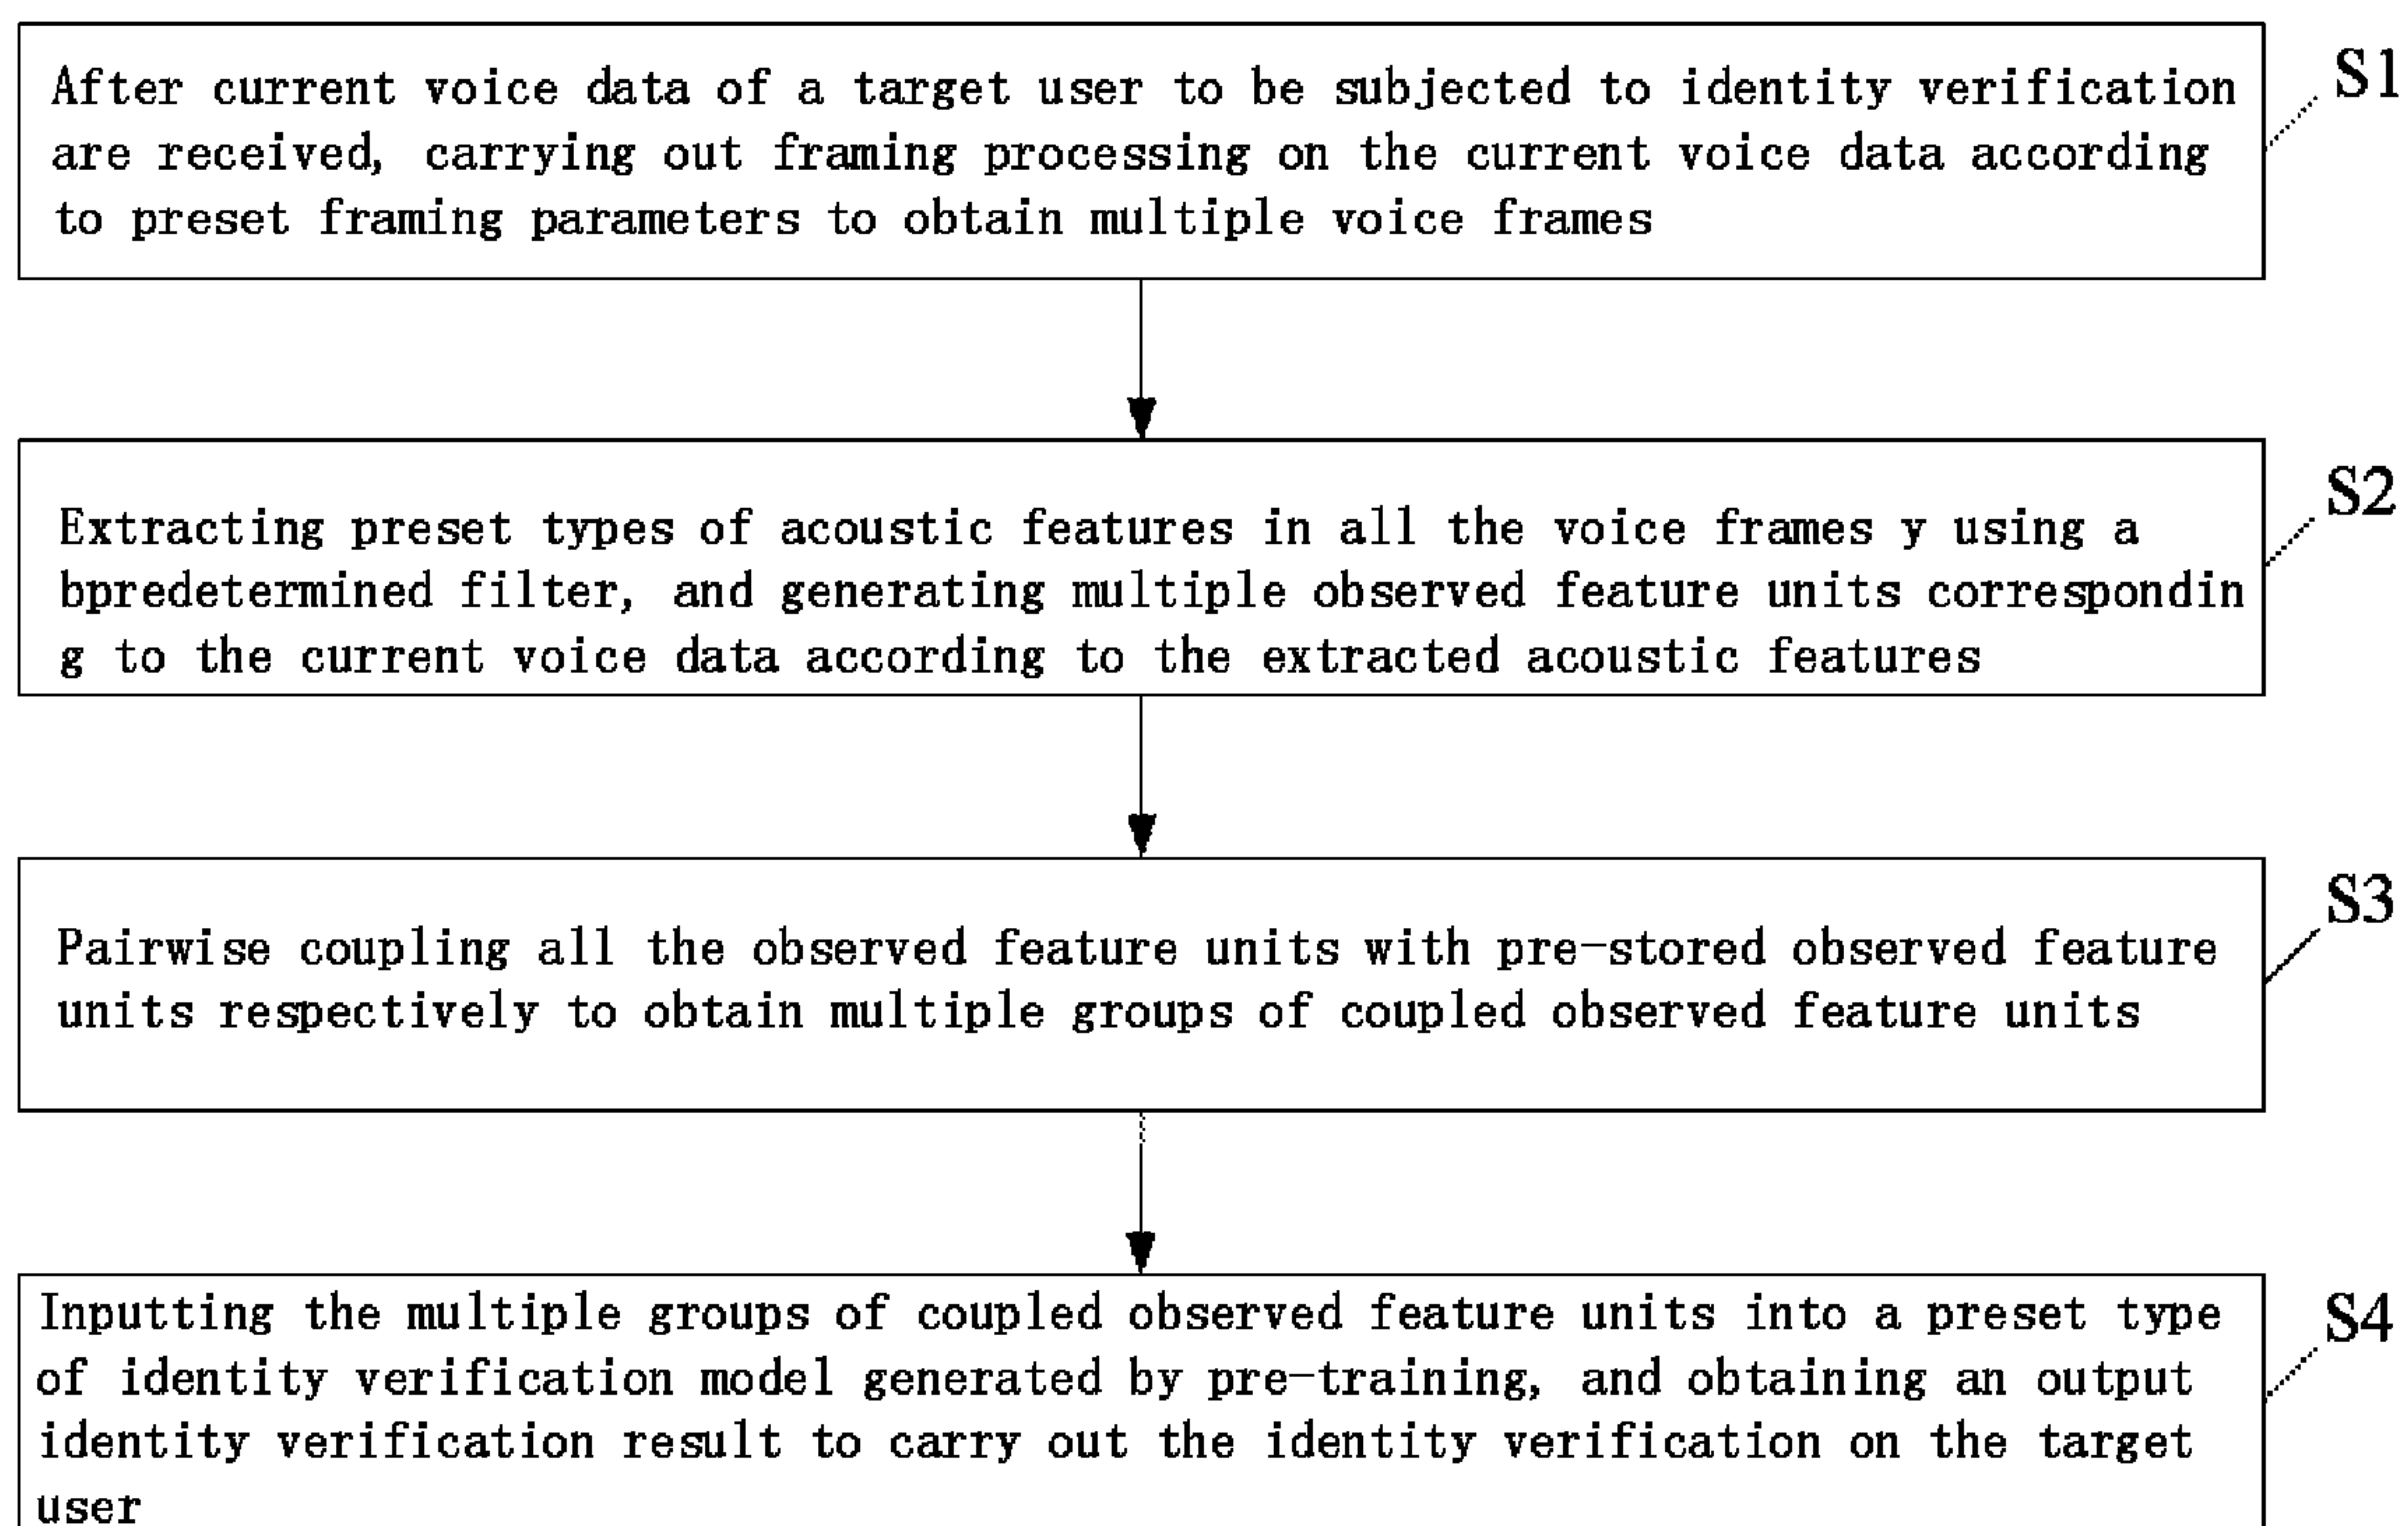 After current voice data of a target user to be subjected to identity verification
are received, carrying out framing processing on the current voice data according
to preset framing parameters to obtain multiple voice frames
S1
Extracting preset types of acoustic features in all the voice frames y using a
bpredetermined filter, and generating multiple observed feature units correspondin
g to the current voice data according to the extracted acoustic features
S2
Pairwise coupling all the observed feature units with pre-stored observed feature
units respectively to obtain multiple groups of coupled observed feature units
S3
Inputting the multiple groups of coupled observed feature units into a preset type
of identity verification model generated by pre-training, and obtaining an output
identity verification result to carry out the identity verification on the target
user
S4